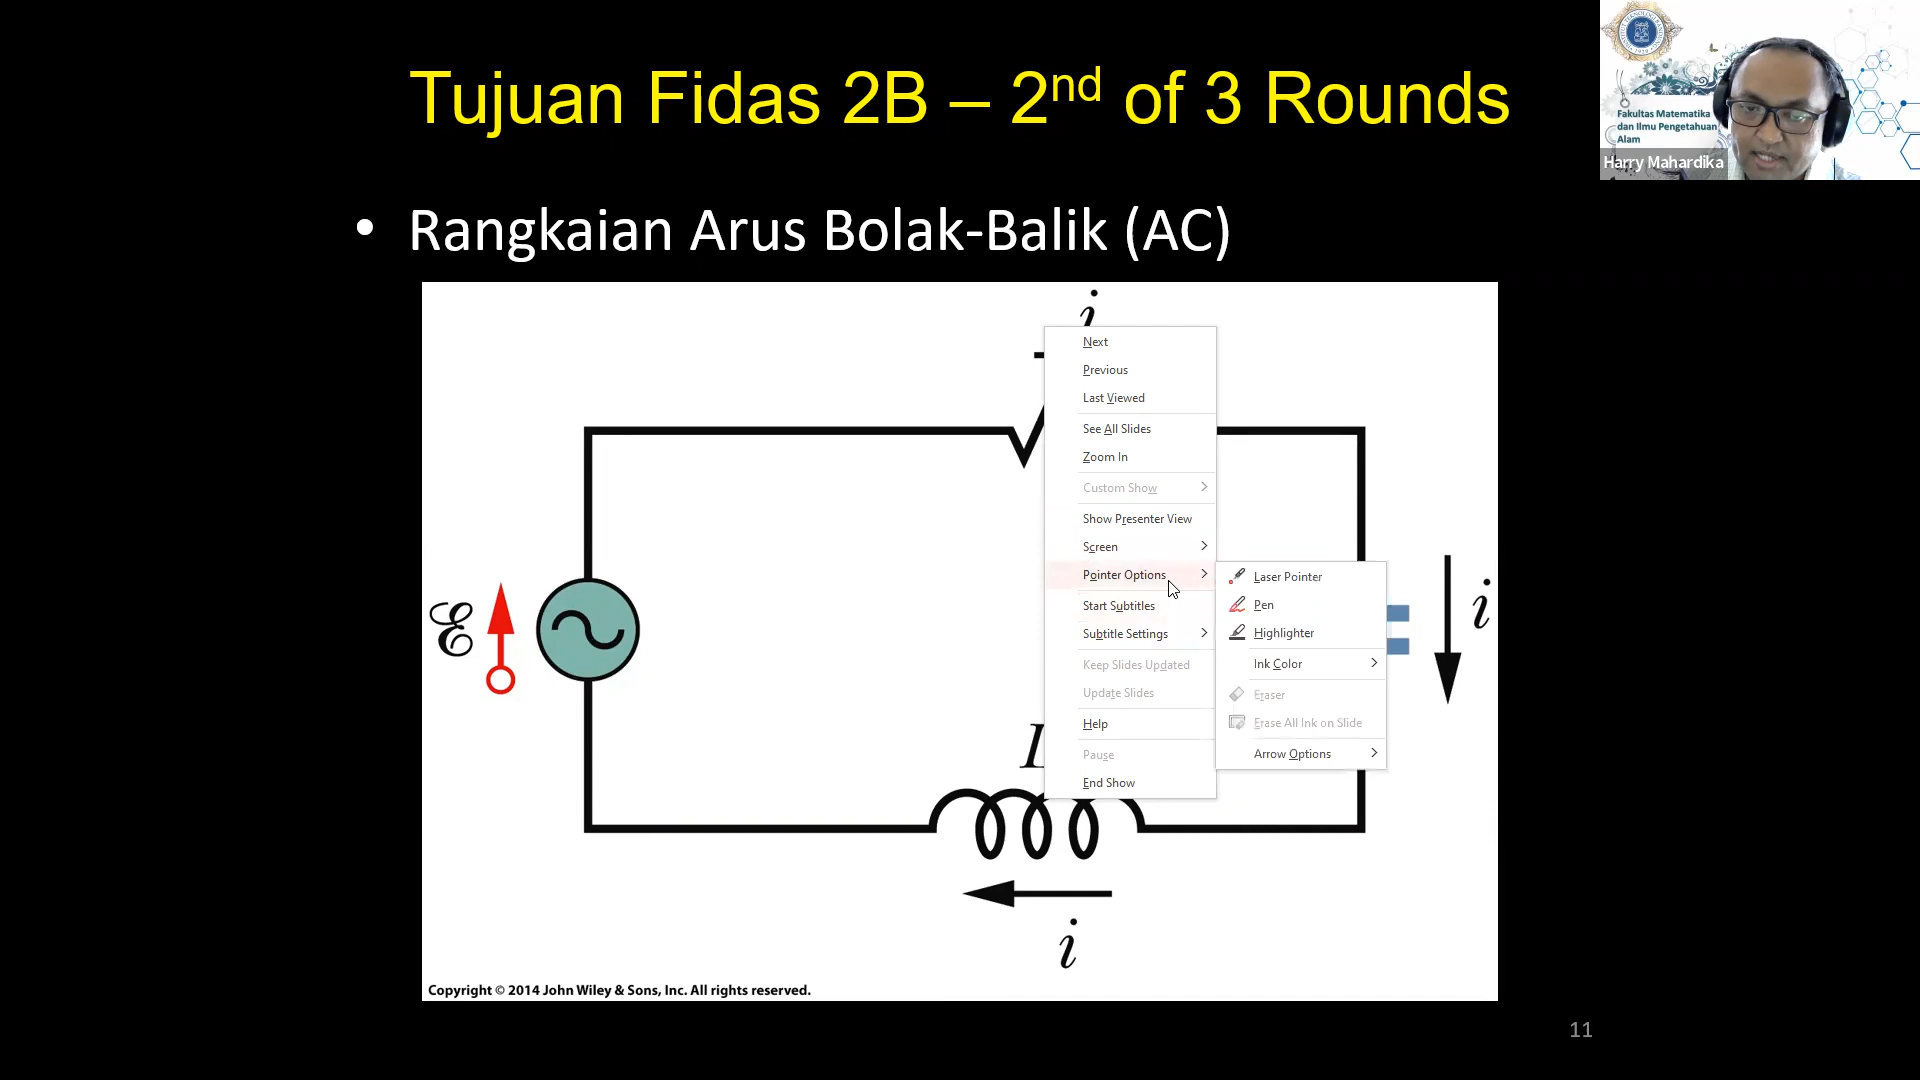 Tujuan Fidas 2B – 2nd of 3 Rounds
Fakultas Matematika
dan Ilmu Pengetahuan
Alam
Harry Mahardika
• Rangkaian Arus Bolak-Balik (AC)
i
Next
Previous
Last Viewed
See All Slides
Zoom In
Custom Show
Show Presenter View
Screen
Pointer Options
Start Subtitles
Subtitle Settings
Keep Slides Updated
Update Slides
Help
Pause
End Show
Laser Pointer
Pen
Highlighter
Ink Color
Eraser
Erase All Ink on Slide
Arrow Options
ℰ
i
L
i
Copyright © 2014 John Wiley & Sons, Inc. All rights reserved.
11